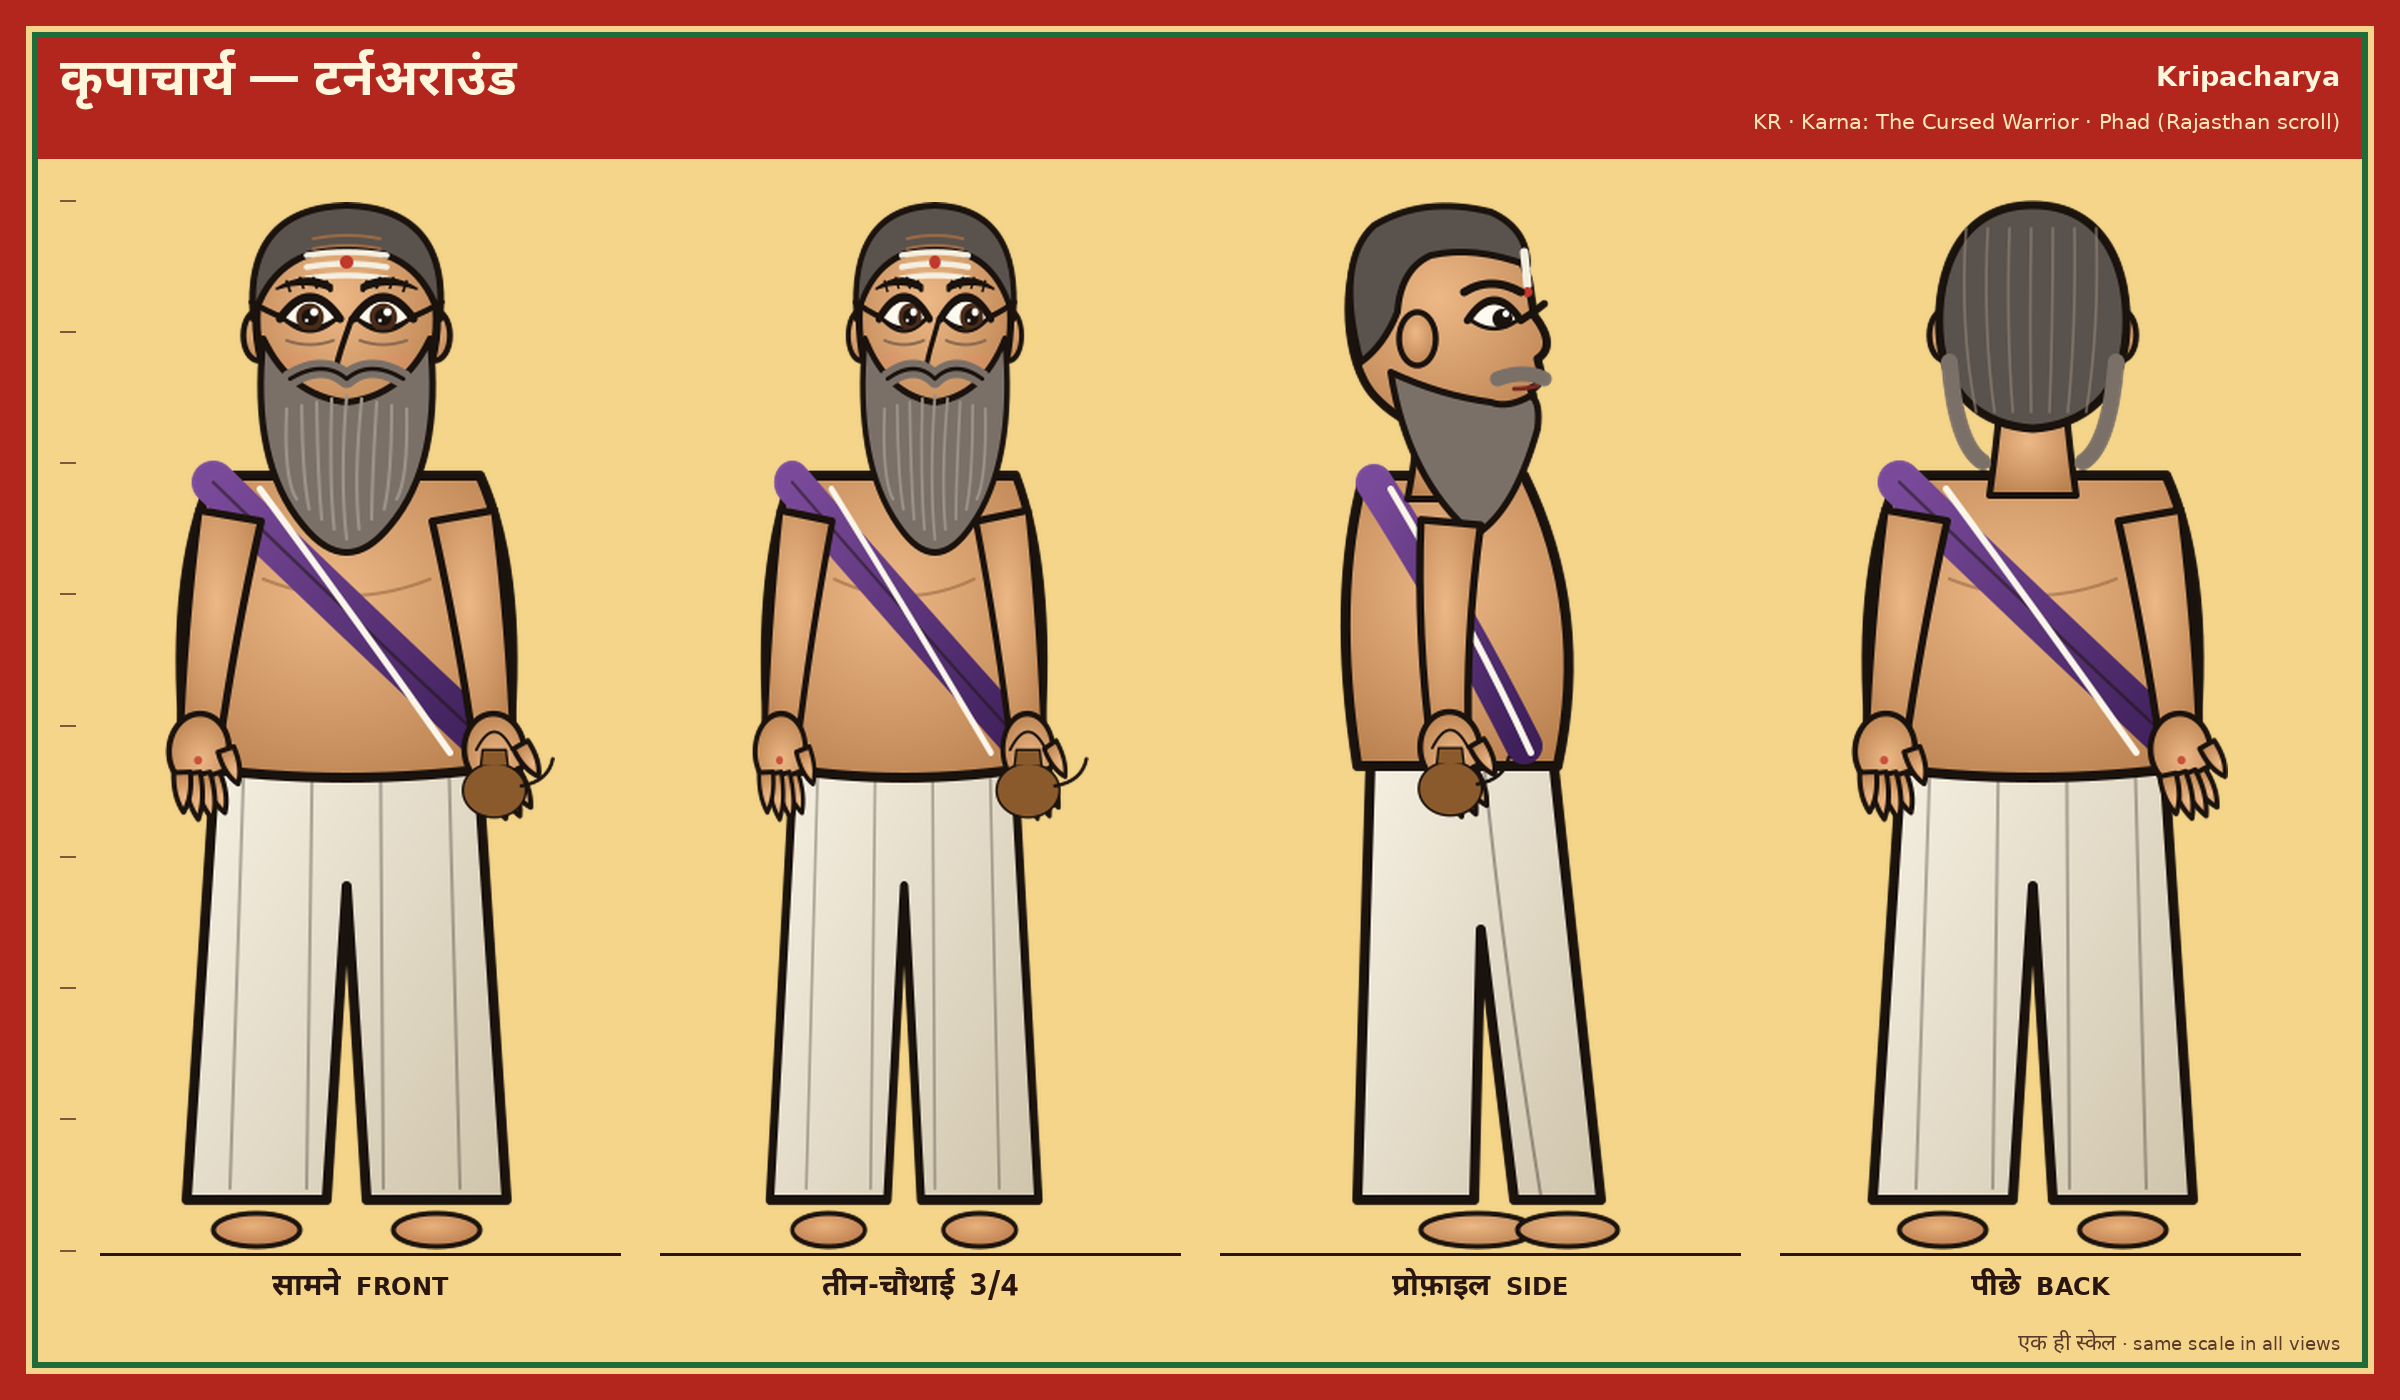 कृपाचार्य — टर्नअराउंड
Kripacharya
KR · Karna: The Cursed Warrior · Phad (Rajasthan scroll)
सामने FRONT
तीन-चौथाई 3/4
प्रोफ़ाइल SIDE
पीछे BACK
एक ही स्केल · same scale in all views